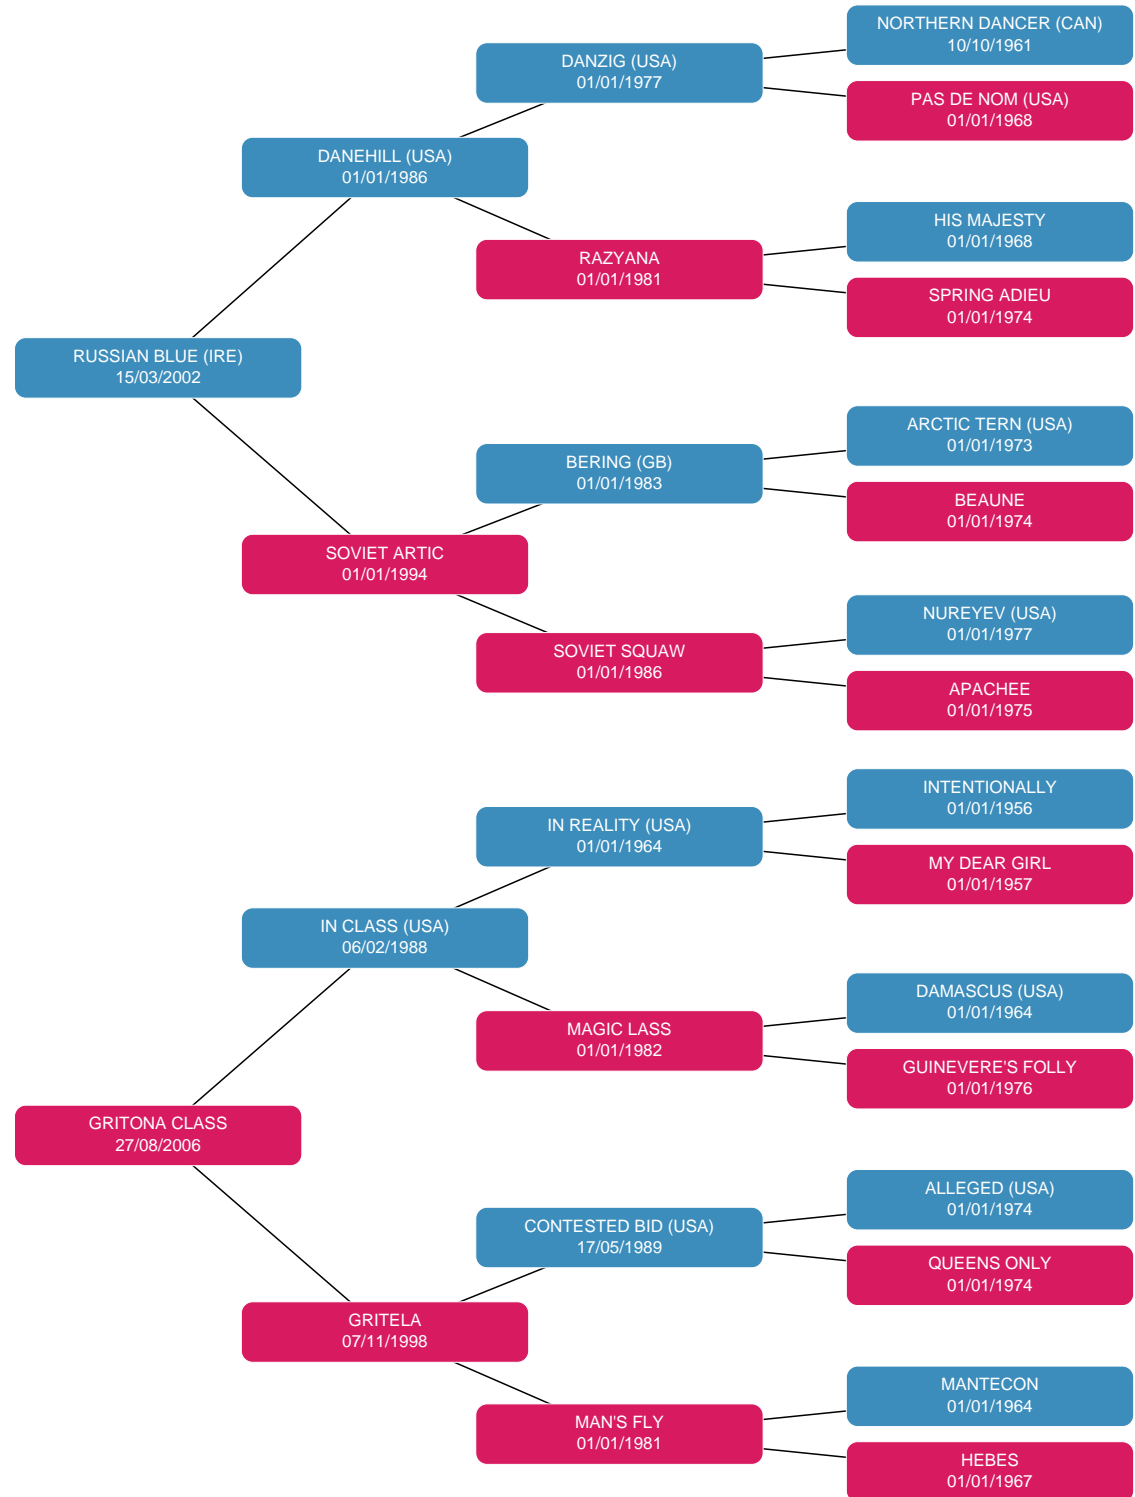 NORTHERN DANCER (CAN)
10/10/1961
DANZIG (USA)
01/01/1977
PAS DE NOM (USA)
01/01/1968
DANEHILL (USA)
01/01/1986
HIS MAJESTY
01/01/1968
RAZYANA
01/01/1981
SPRING ADIEU
01/01/1974
RUSSIAN BLUE (IRE)
15/03/2002
ARCTIC TERN (USA)
01/01/1973
BERING (GB)
01/01/1983
BEAUNE
01/01/1974
SOVIET ARTIC
01/01/1994
NUREYEV (USA)
01/01/1977
SOVIET SQUAW
01/01/1986
APACHEE
01/01/1975
INTENTIONALLY
01/01/1956
IN REALITY (USA)
01/01/1964
MY DEAR GIRL
01/01/1957
IN CLASS (USA)
06/02/1988
DAMASCUS (USA)
01/01/1964
MAGIC LASS
01/01/1982
GUINEVERE'S FOLLY
01/01/1976
GRITONA CLASS
27/08/2006
ALLEGED (USA)
01/01/1974
CONTESTED BID (USA)
17/05/1989
QUEENS ONLY
01/01/1974
GRITELA
07/11/1998
MANTECON
01/01/1964
MAN'S FLY
01/01/1981
HEBES
01/01/1967